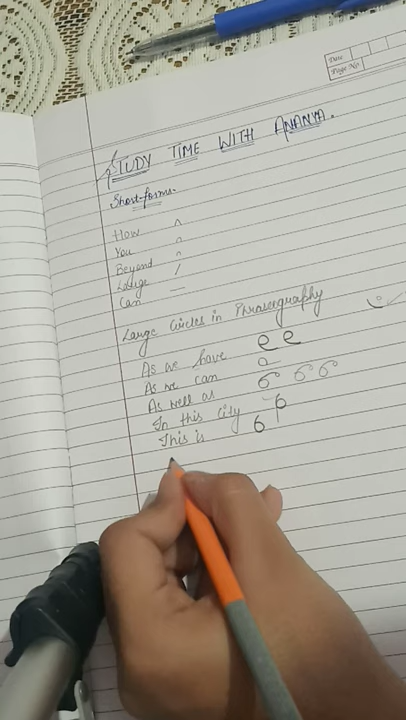 Date
Page No.
STUDY TIME WITH ANANYA.
Short-forms-
How
You
Beyond
Large
Can
Large Circles in Phraseography
As we have
As we can
As well as
In this city
This is